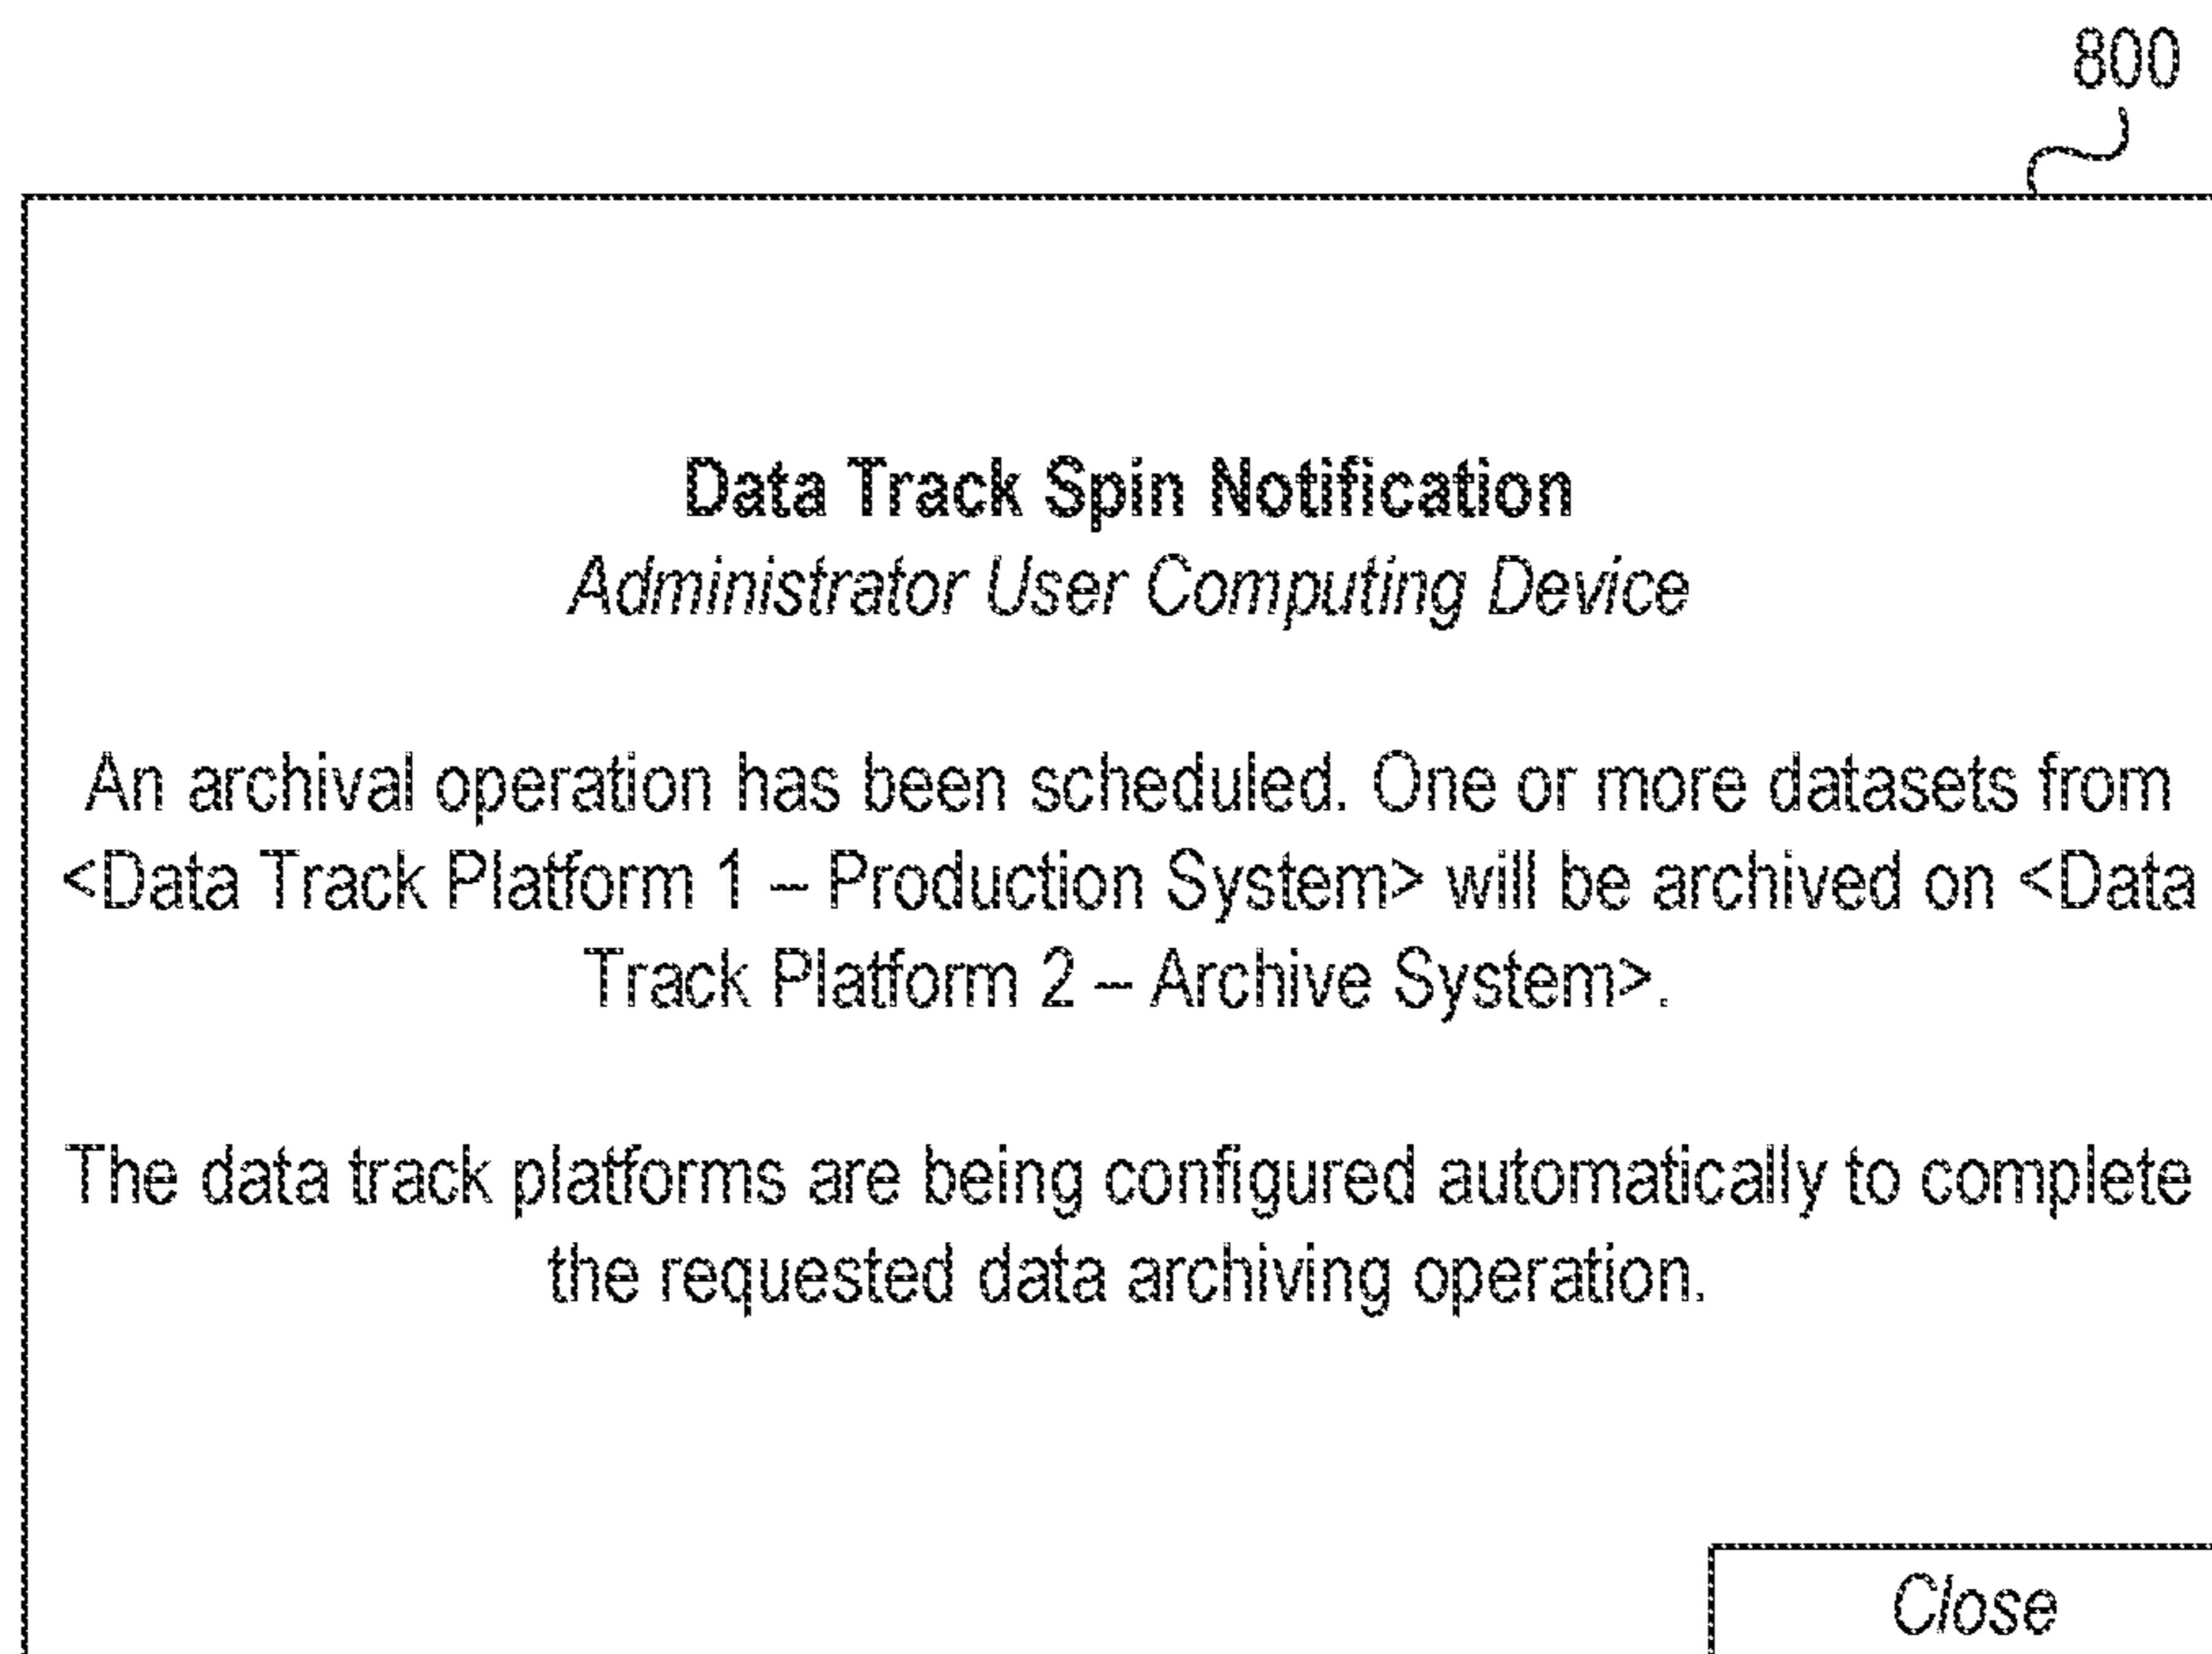 800
Data Track Spin Notification
Administrator User Computing Device
An archival operation has been scheduled. One or more datasets from
<Data Track Platform 1 – Production System> will be archived on <Data
Track Platform 2 – Archive System>.
The data track platforms are being configured automatically to complete
the requested data archiving operation.
Close